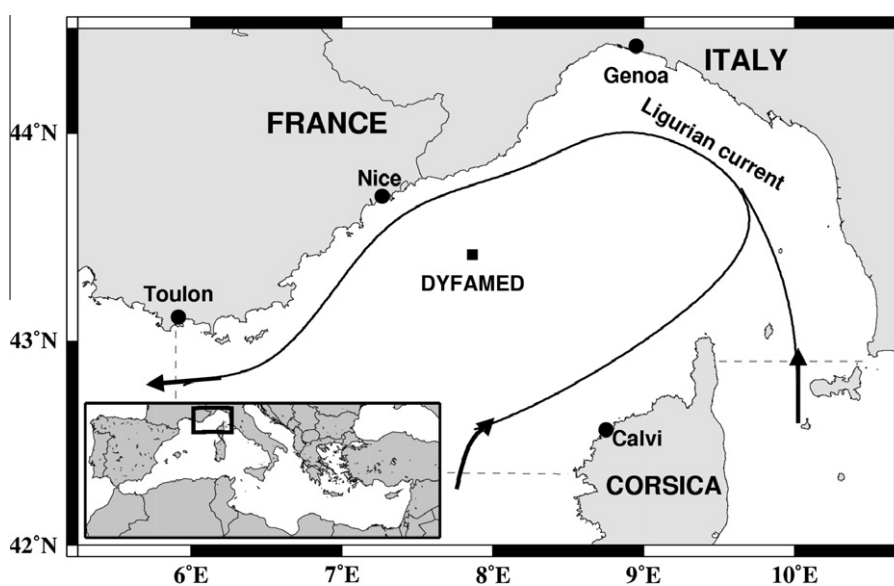 ITALY
Genoa
FRANCE
44°N
Ligurian current
Nice
DYFAMED
Toulon
43°N
Calvi
CORSICA
42°N
6°E
7°E
8°E
9°E
10°E